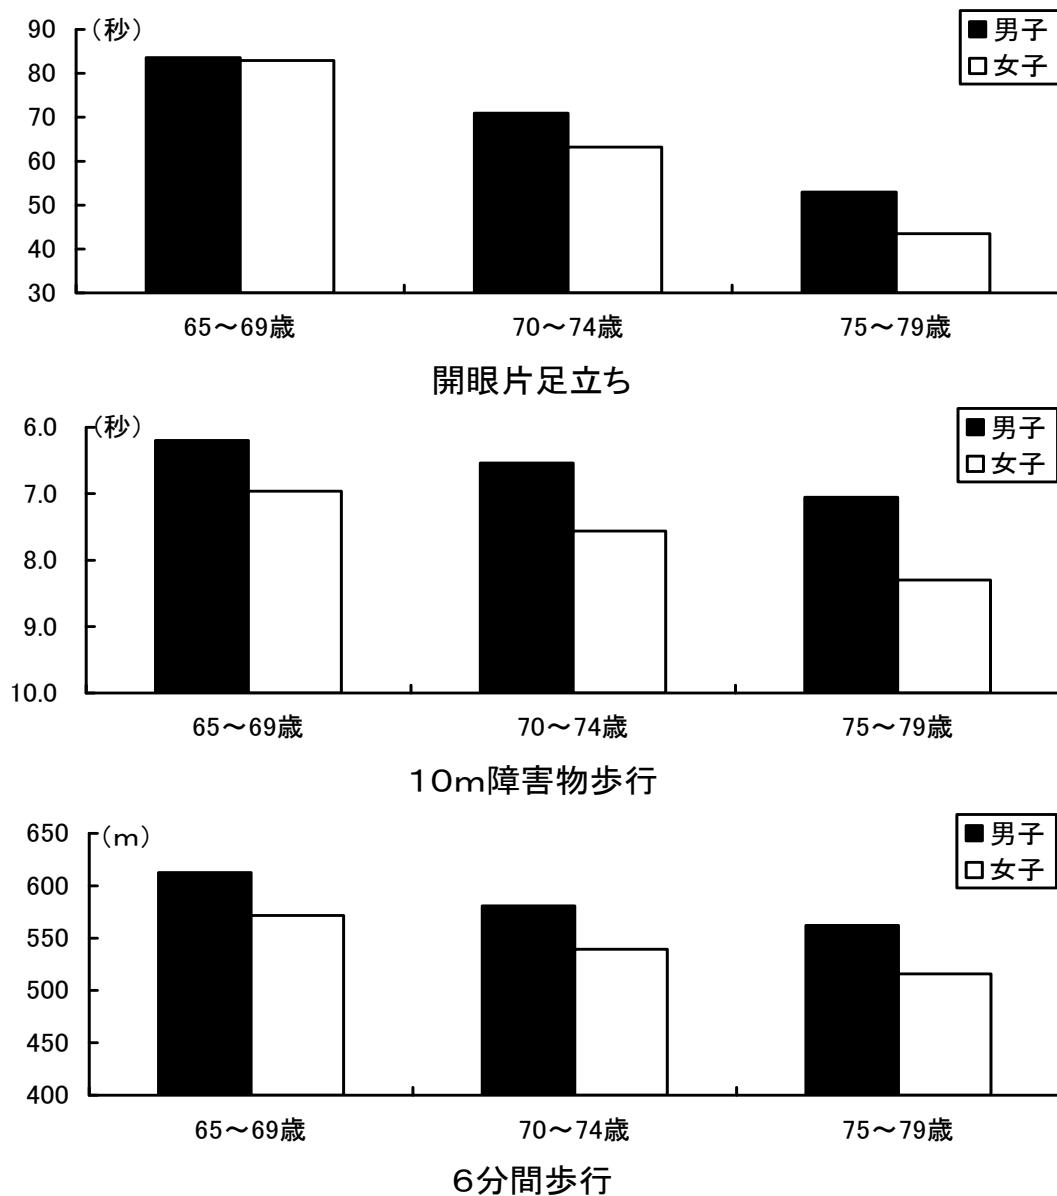 90
(秒)
80
70
60
50
40
30
■男子
□女子
65～69歳
70～74歳
75～79歳
開眼片足立ち
6.0
(秒)
7.0
8.0
9.0
10.0
■男子
□女子
65～69歳
70～74歳
75～79歳
10m障害物歩行
650
(m)
600
550
500
450
400
■男子
□女子
65～69歳
70～74歳
75～79歳
6分間歩行